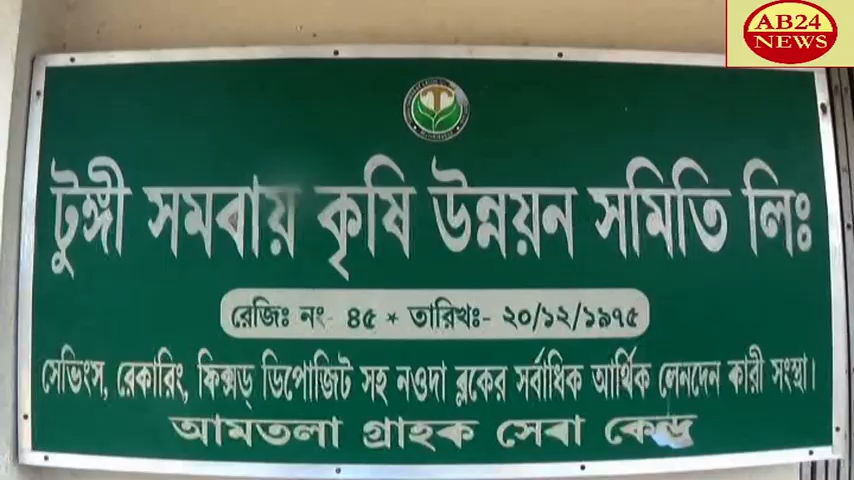 AB24
NEWS
টুঙ্গী সমবায় কৃষি উন্নয়ন সমিতি লিঃ
রেজিঃ নং- ৪৫ * তারিখঃ- ২০/১২/১৯৭৫
সেভিংস, রেকারিং, ফিক্সড্ ডিপোজিট সহ নওদা ব্লকের সর্বাধিক আর্থিক লেনদেন কারী সংস্থা।
আমতলা গ্রাহক সেবা কেন্দ্র